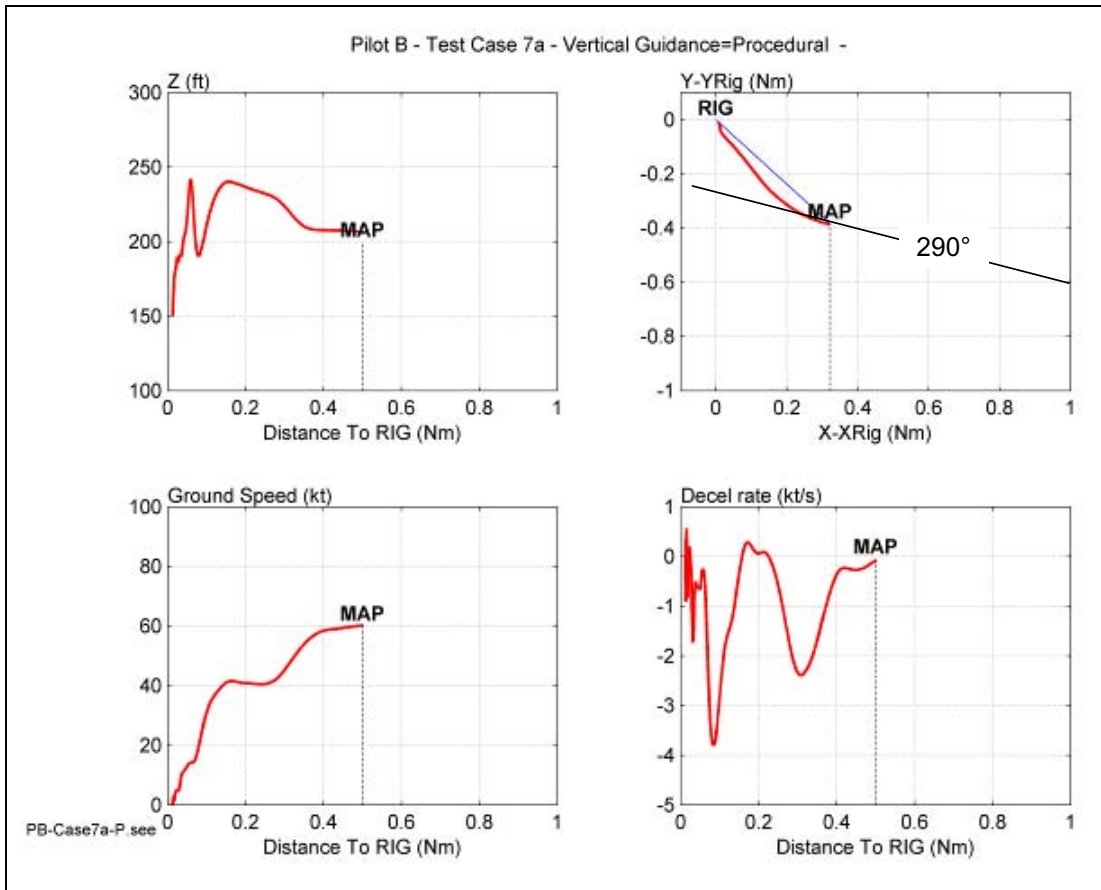 Pilot B - Test Case 7a - Vertical Guidance=Procedural -
Z (ft)
300
250
200
150
100
MAP
0 0.2 0.4 0.6 0.8 1
Distance To RIG (Nm)
Y-YRig (Nm)
RIG
0
-0.2
-0.4
-0.6
-0.8
-1
MAP
290°
0 0.2 0.4 0.6 0.8 1
X-XRig (Nm)
Ground Speed (kt)
100
80
60
40
20
0
MAP
0 0.2 0.4 0.6 0.8 1
Distance To RIG (Nm)
PB-Case7a-P.see
Decel rate (kt/s)
1
0
-1
-2
-3
-4
-5
MAP
0 0.2 0.4 0.6 0.8 1
Distance To RIG (Nm)